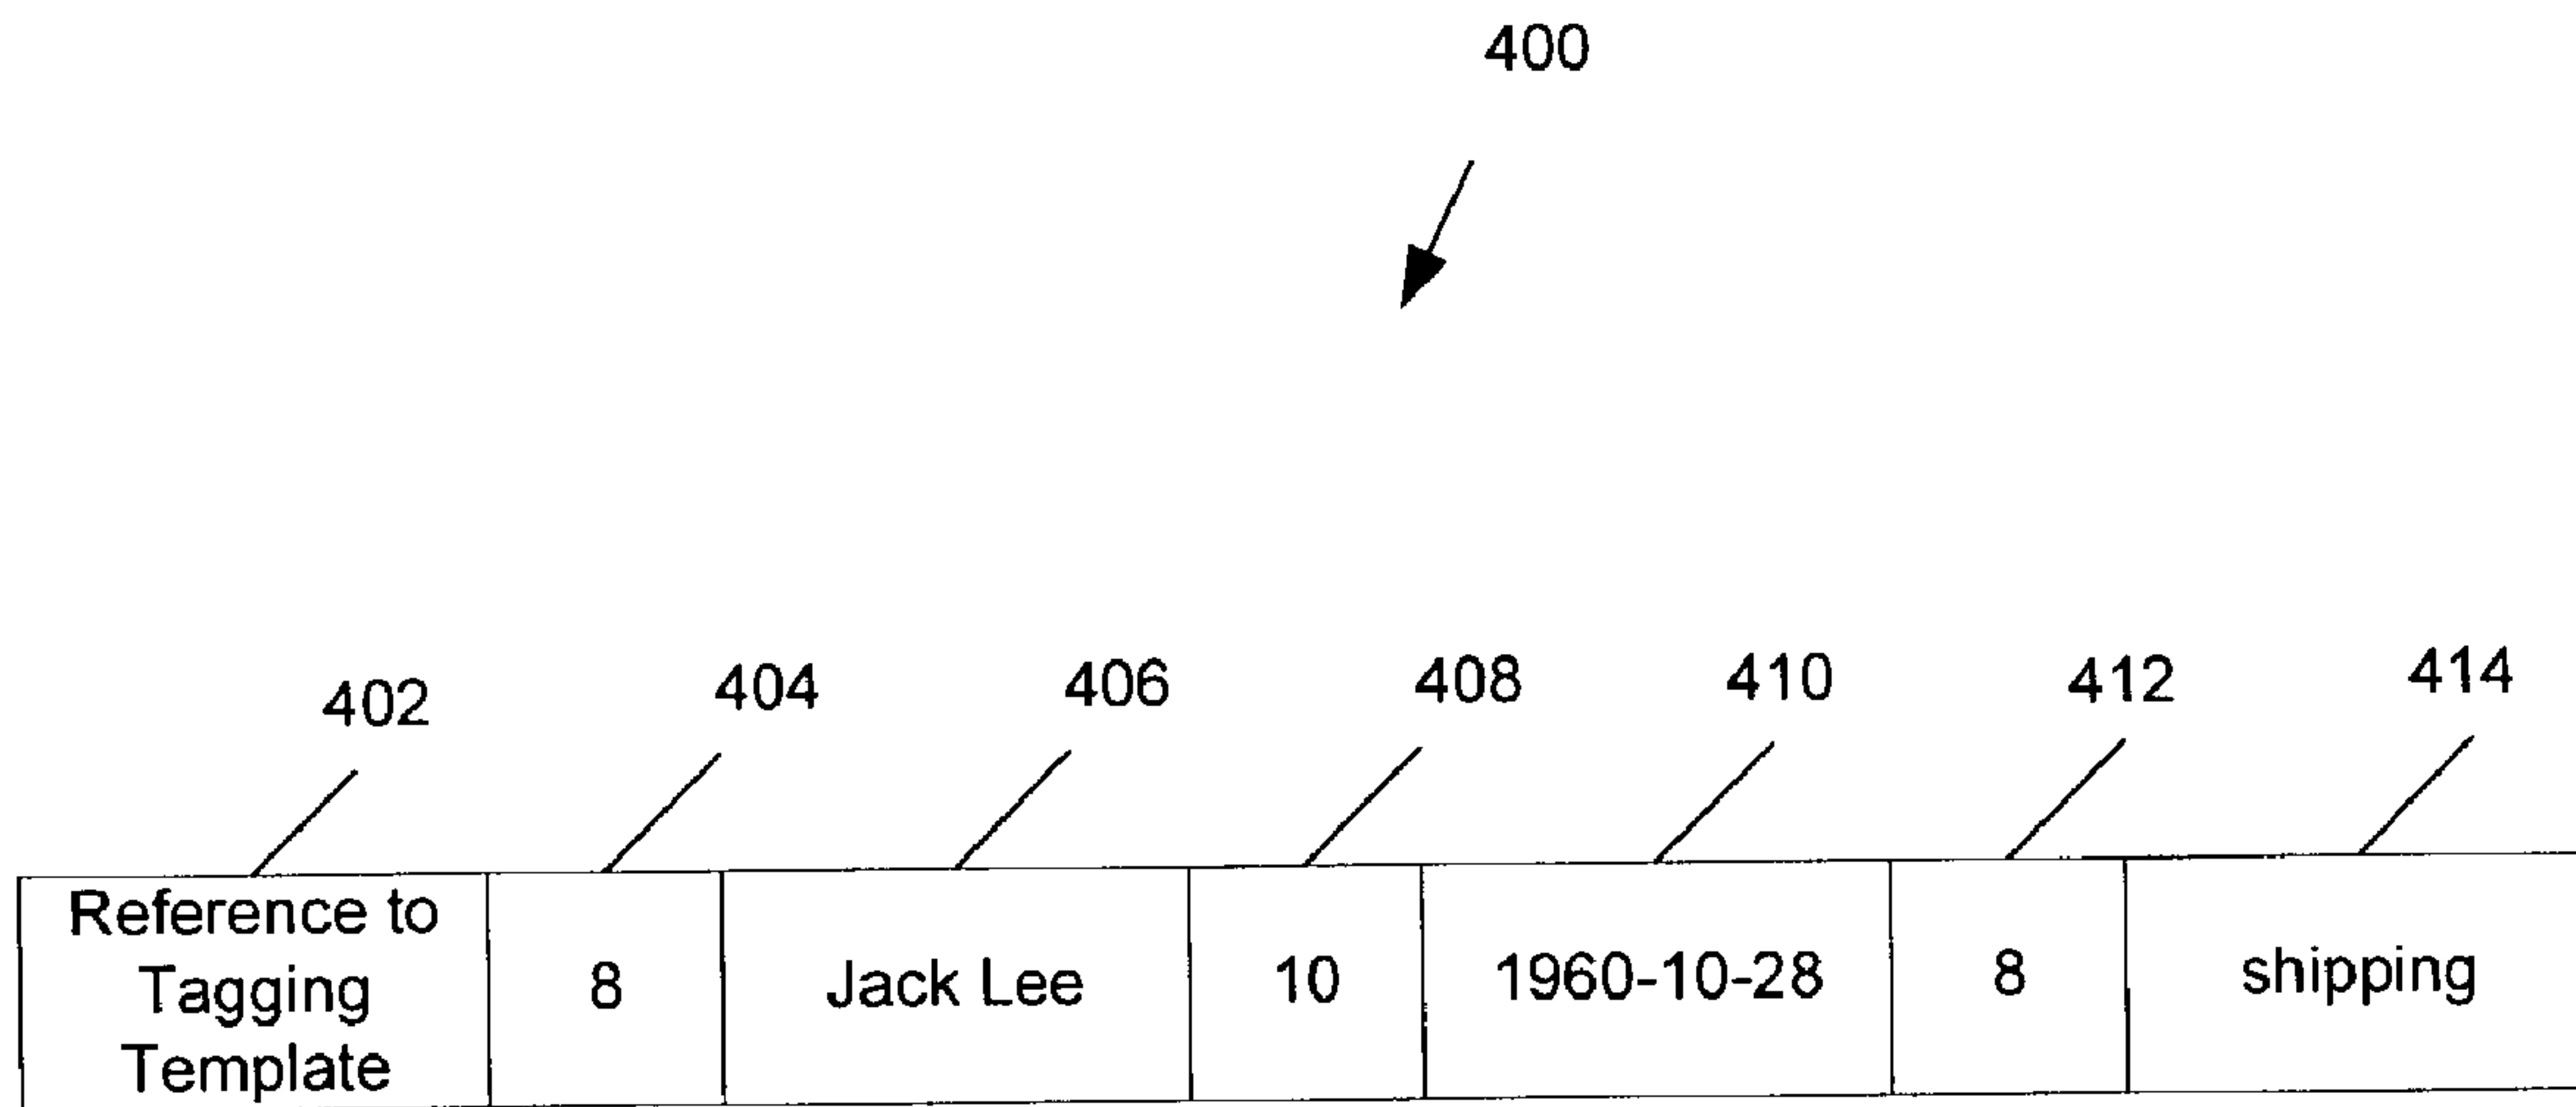 400
402 404 406 408 410 412 414
Reference to
Tagging
Template
8
Jack Lee
10
1960-10-28
8
shipping